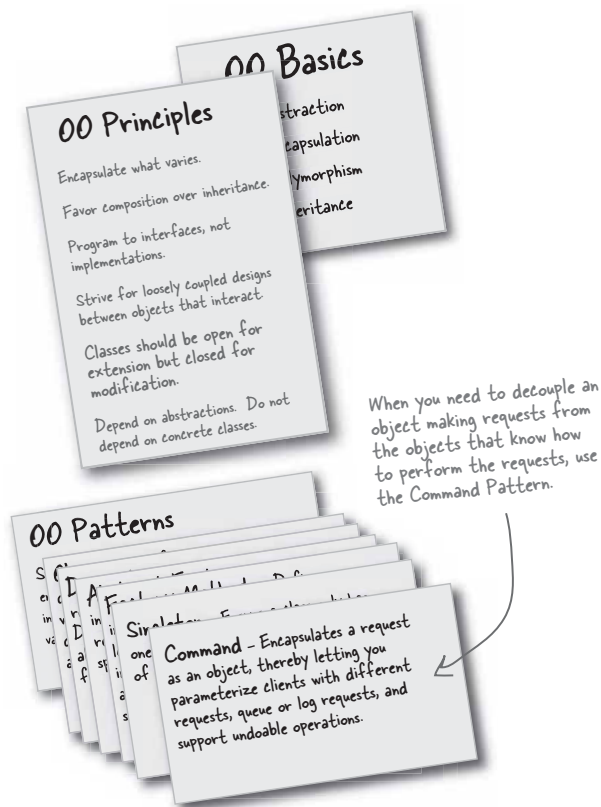 OO Basics
OO Principles
Encapsulate what varies.
Favor composition over inheritance.
Program to interfaces, not
implementations.
Strive for loosely coupled designs
between objects that interact.
Classes should be open for
extension but closed for
modification.
Depend on abstractions. Do not
depend on concrete classes.
When you need to decouple an
object making requests from
the objects that know how
to perform the requests, use
the Command Pattern.
OO Patterns
Command - Encapsulates a request
as an object, thereby letting you
parameterize clients with different
requests, queue or log requests, and
support undoable operations.